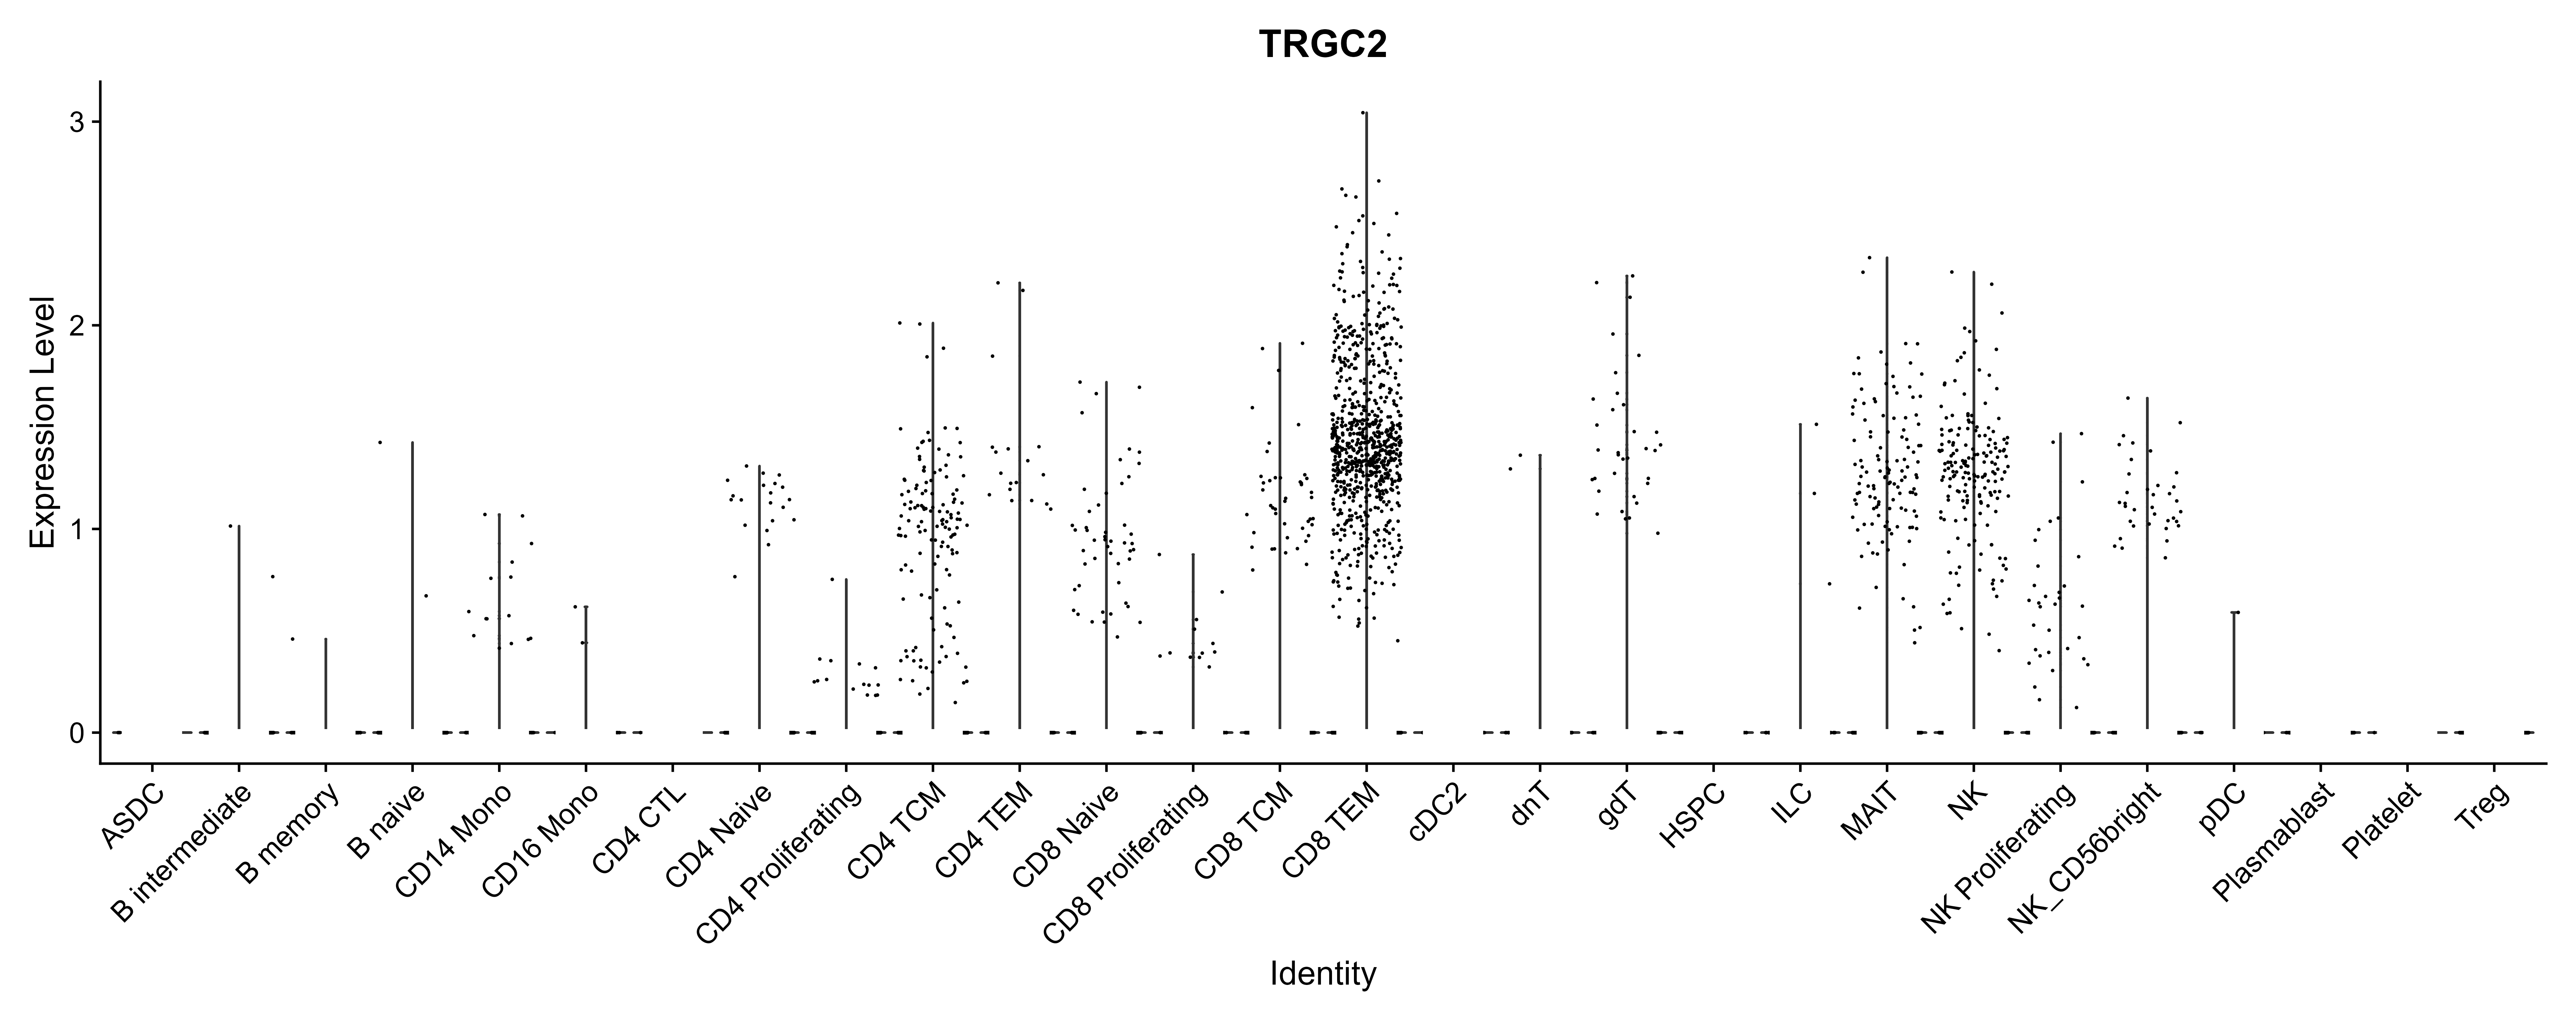 TRGC2
Expression Level
3
2
1
0
ASDC
B intermediate
B memory
B naive
CD14 Mono
CD16 Mono
CD4 CTL
CD4 Naive
CD4 Proliferating
CD4 TCM
CD4 TEM
CD8 Naive
CD8 Proliferating
CD8 TCM
CD8 TEM
cDC2
dnT
gdT
HSPC
ILC
MAIT
NK
NK Proliferating
NK_CD56bright
pDC
Plasmablast
Platelet
Treg
Identity